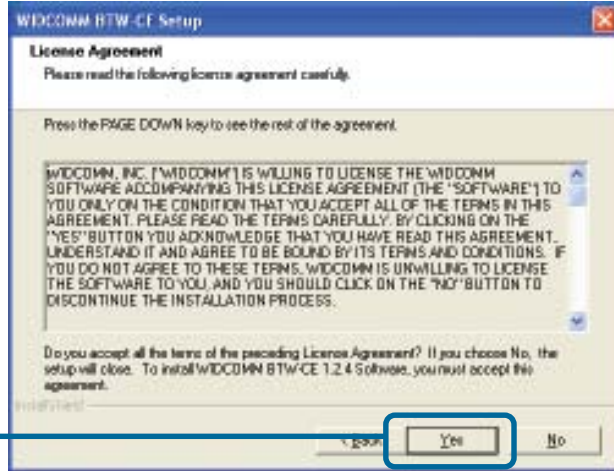 WIDCOMM BTW-CE Setup
License Agreement
Please read the following license agreement carefully.
Press the PAGE DOWN key to see the rest of the agreement.
WIDCOMM, INC. ("WIDCOMM") IS WILLING TO LICENSE THE WIDCOMM
SOFTWARE ACCOMPANYING THIS LICENSE AGREEMENT (THE "SOFTWARE") TO
YOU ONLY ON THE CONDITION THAT YOU ACCEPT ALL OF THE TERMS IN THIS
AGREEMENT. PLEASE READ THE TERMS CAREFULLY. BY CLICKING ON THE
"YES" BUTTON YOU ACKNOWLEDGE THAT YOU HAVE READ THIS AGREEMENT,
UNDERSTAND IT AND AGREE TO BE BOUND BY ITS TERMS AND CONDITIONS. IF
YOU DO NOT AGREE TO THESE TERMS, WIDCOMM IS UNWILLING TO LICENSE
THE SOFTWARE TO YOU, AND YOU SHOULD CLICK ON THE "NO" BUTTON TO
DISCONTINUE THE INSTALLATION PROCESS.
Do you accept all the terms of the preceding License Agreement? If you choose No, the
setup will close. To install WIDCOMM BTW-CE 1.2.4 Software, you must accept this
agreement.
InstallShield
< Back Yes No